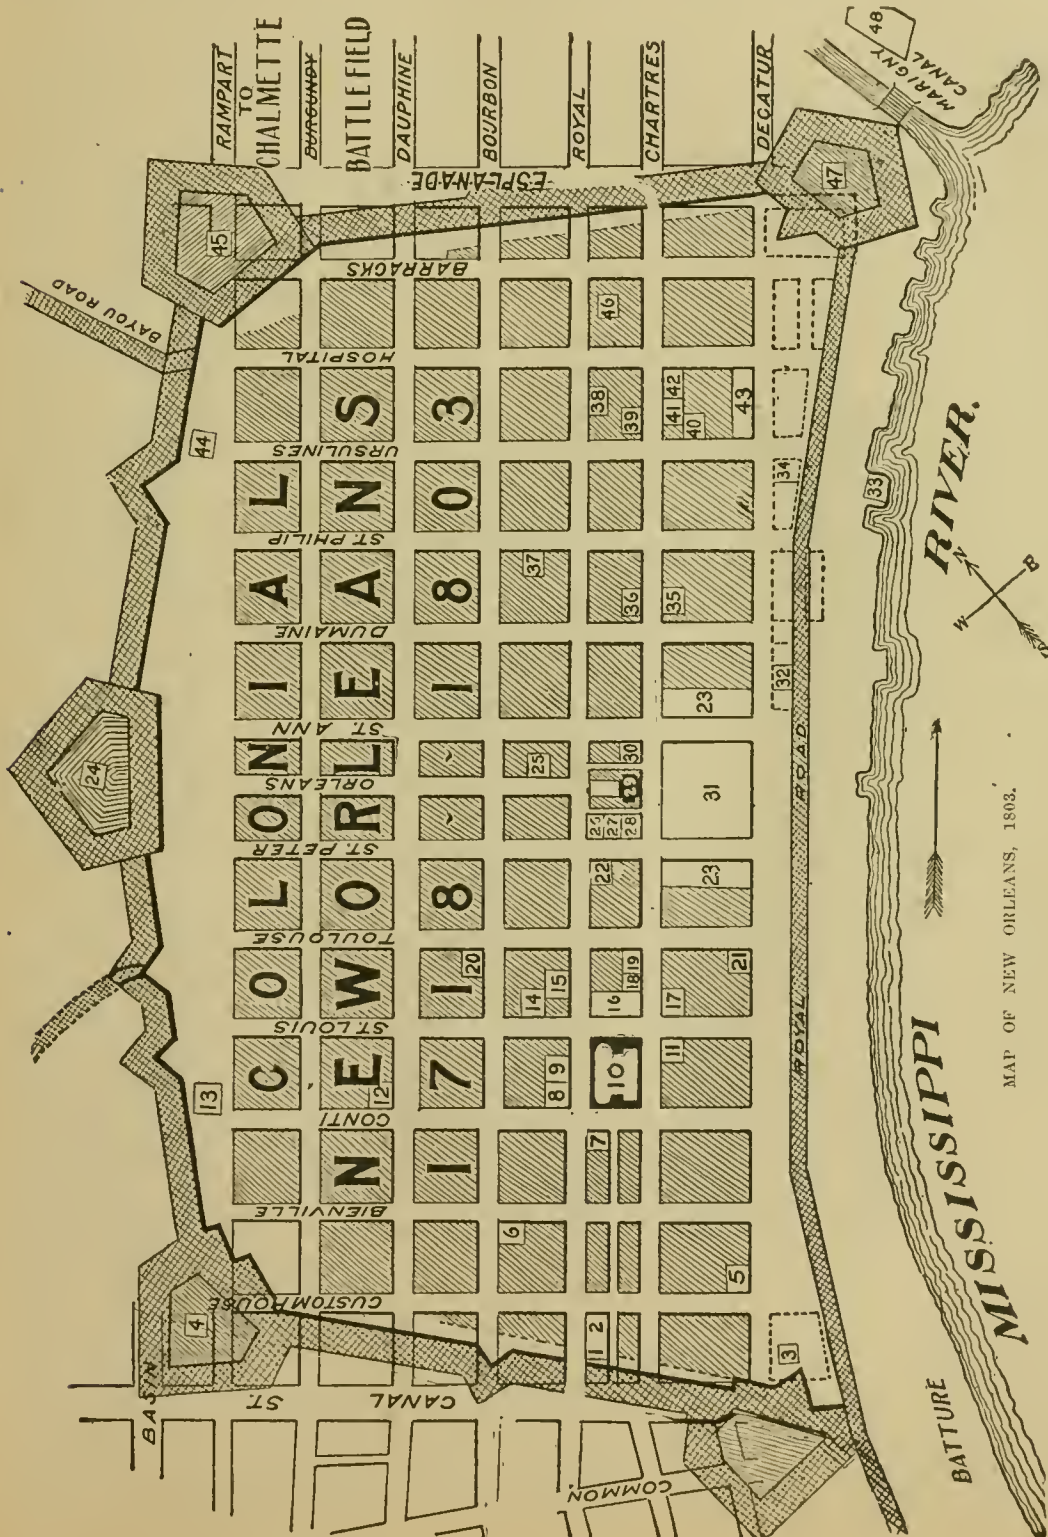 COLONIAL
NEW ORLEANS
1718 - - 1803
RAMPART
TO
CHALMETTE
BURGUNDY
BATTLEFIELD
DAUPHINE
BOURBON
ROYAL
CHARTRES
DECATUR
MARIGNY
CANAL
48
47
45
ESPLANADE
BARRACKS
BAYOU ROAD
HOSPITAL
46
44
URSULINES
38
39
41
42
40
43
ST. PHILIP
34
33
37
36
35
DUMAINE
32
23
ST. ANN
24
25
30
ORLEANS
29
31
26
27
28
ST. PETER
22
23
TOULOUSE
20
14
15
16
18
19
17
21
ST. LOUIS
13
12
8
9
10
11
CONTI
7
BIENVILLE
6
5
CUSTOMHOUSE
4
1
2
3
BASIN
ST.
CANAL
COMMON
ROYAL ROAD
BATTURE
MISSISSIPPI RIVER.
N
E
W
MAP OF NEW ORLEANS, 1803.